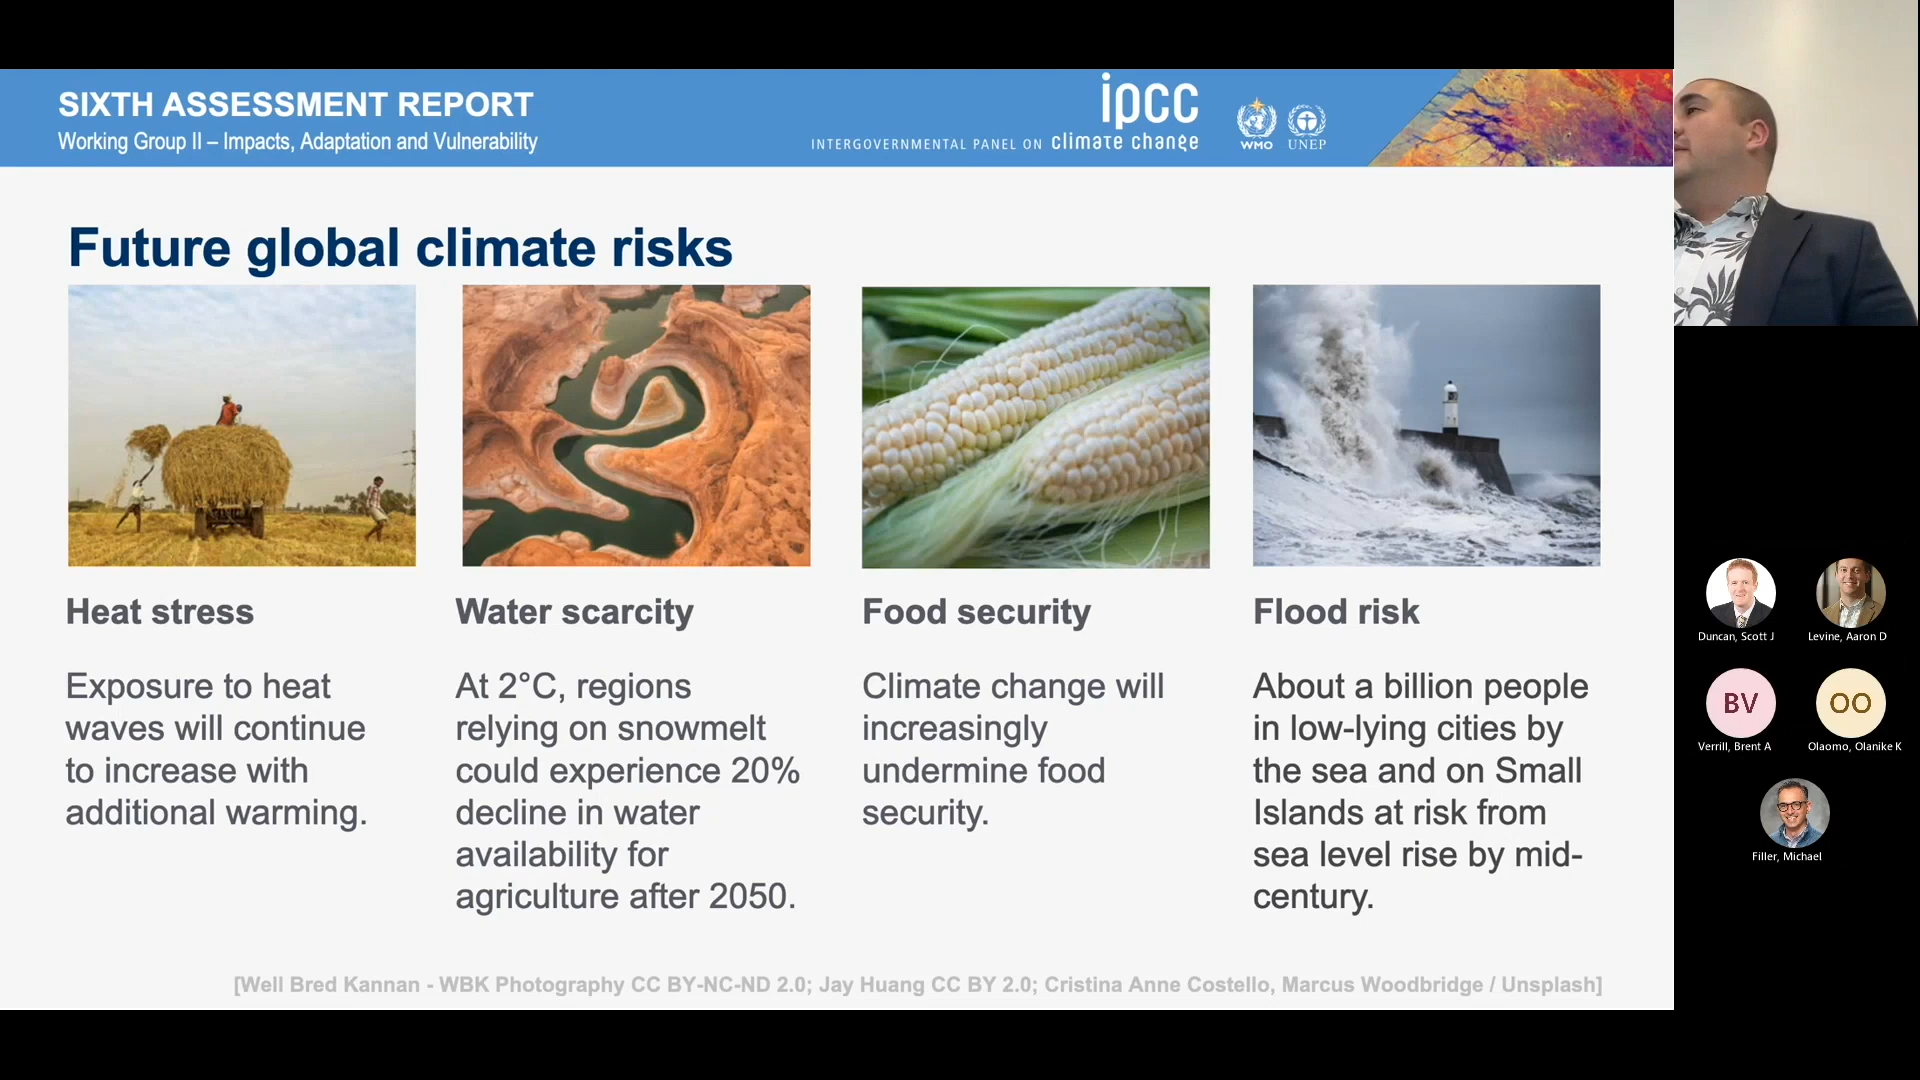 SIXTH ASSESSMENT REPORT
Working Group II – Impacts, Adaptation and Vulnerability
ipcc
INTERGOVERNMENTAL PANEL ON climate change
WMO
UNEP
Future global climate risks
Heat stress
Exposure to heat
waves will continue
to increase with
additional warming.
Water scarcity
At 2°C, regions
relying on snowmelt
could experience 20%
decline in water
availability for
agriculture after 2050.
Food security
Climate change will
increasingly
undermine food
security.
Flood risk
About a billion people
in low-lying cities by
the sea and on Small
Islands at risk from
sea level rise by mid-
century.
[Well Bred Kannan - WBK Photography CC BY-NC-ND 2.0; Jay Huang CC BY 2.0; Cristina Anne Costello, Marcus Woodbridge / Unsplash]
Duncan, Scott J
Levine, Aaron D
BV
Verrill, Brent A
OO
Olaomo, Olanike K
Filler, Michael